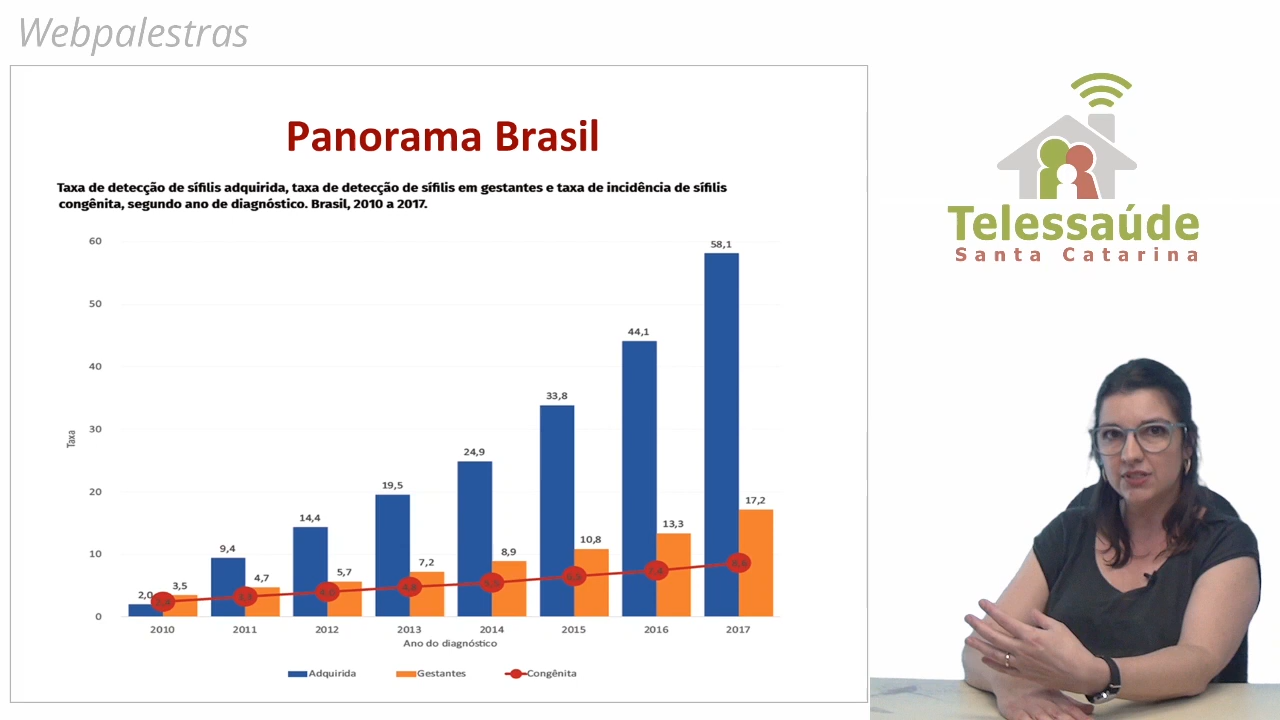 Webpalestras
Panorama Brasil
Taxa de detecção de sífilis adquirida, taxa de detecção de sífilis em gestantes e taxa de incidência de sífilis
congênita, segundo ano de diagnóstico. Brasil, 2010 a 2017.
60
50
40
30
20
10
0
Taxa
2,0
3,5
9,4
4,7
14,4
5,7
19,5
7,2
24,9
8,9
33,8
10,8
44,1
13,3
58,1
17,2
2010
2011
2012
2013
2014
2015
2016
2017
Ano do diagnóstico
Adquirida
Gestantes
Congênita
Telessaúde
Santa Catarina